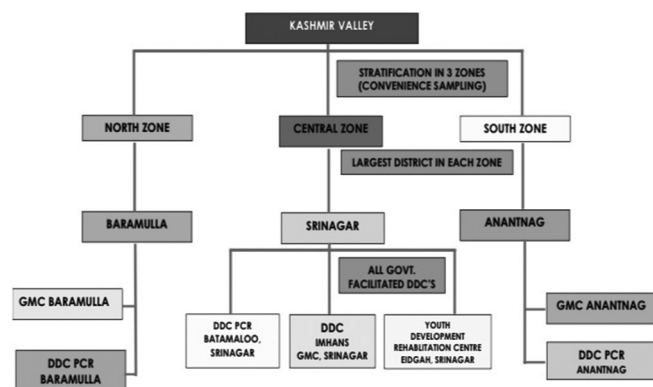 KASHMIR VALLEY
STRATIFICATION IN 3 ZONES
(CONVENIENCE SAMPLING)
NORTH ZONE
CENTRAL ZONE
SOUTH ZONE
LARGEST DISTRICT IN EACH ZONE
BARAMULLA
SRINAGAR
ANANTNAG
ALL GOVT.
FACILITATED DDC'S
GMC BARAMULLA
GMC ANANTNAG
DDC PCR
BATAMALOO,
SRINAGAR
DDC
IMHANS
GMC, SRINAGAR
YOUTH
DEVELOPMENT
REHABLITATION CENTRE
EIDGAH, SRINAGAR
DDC PCR
BARAMULLA
DDC PCR
ANANTNAG